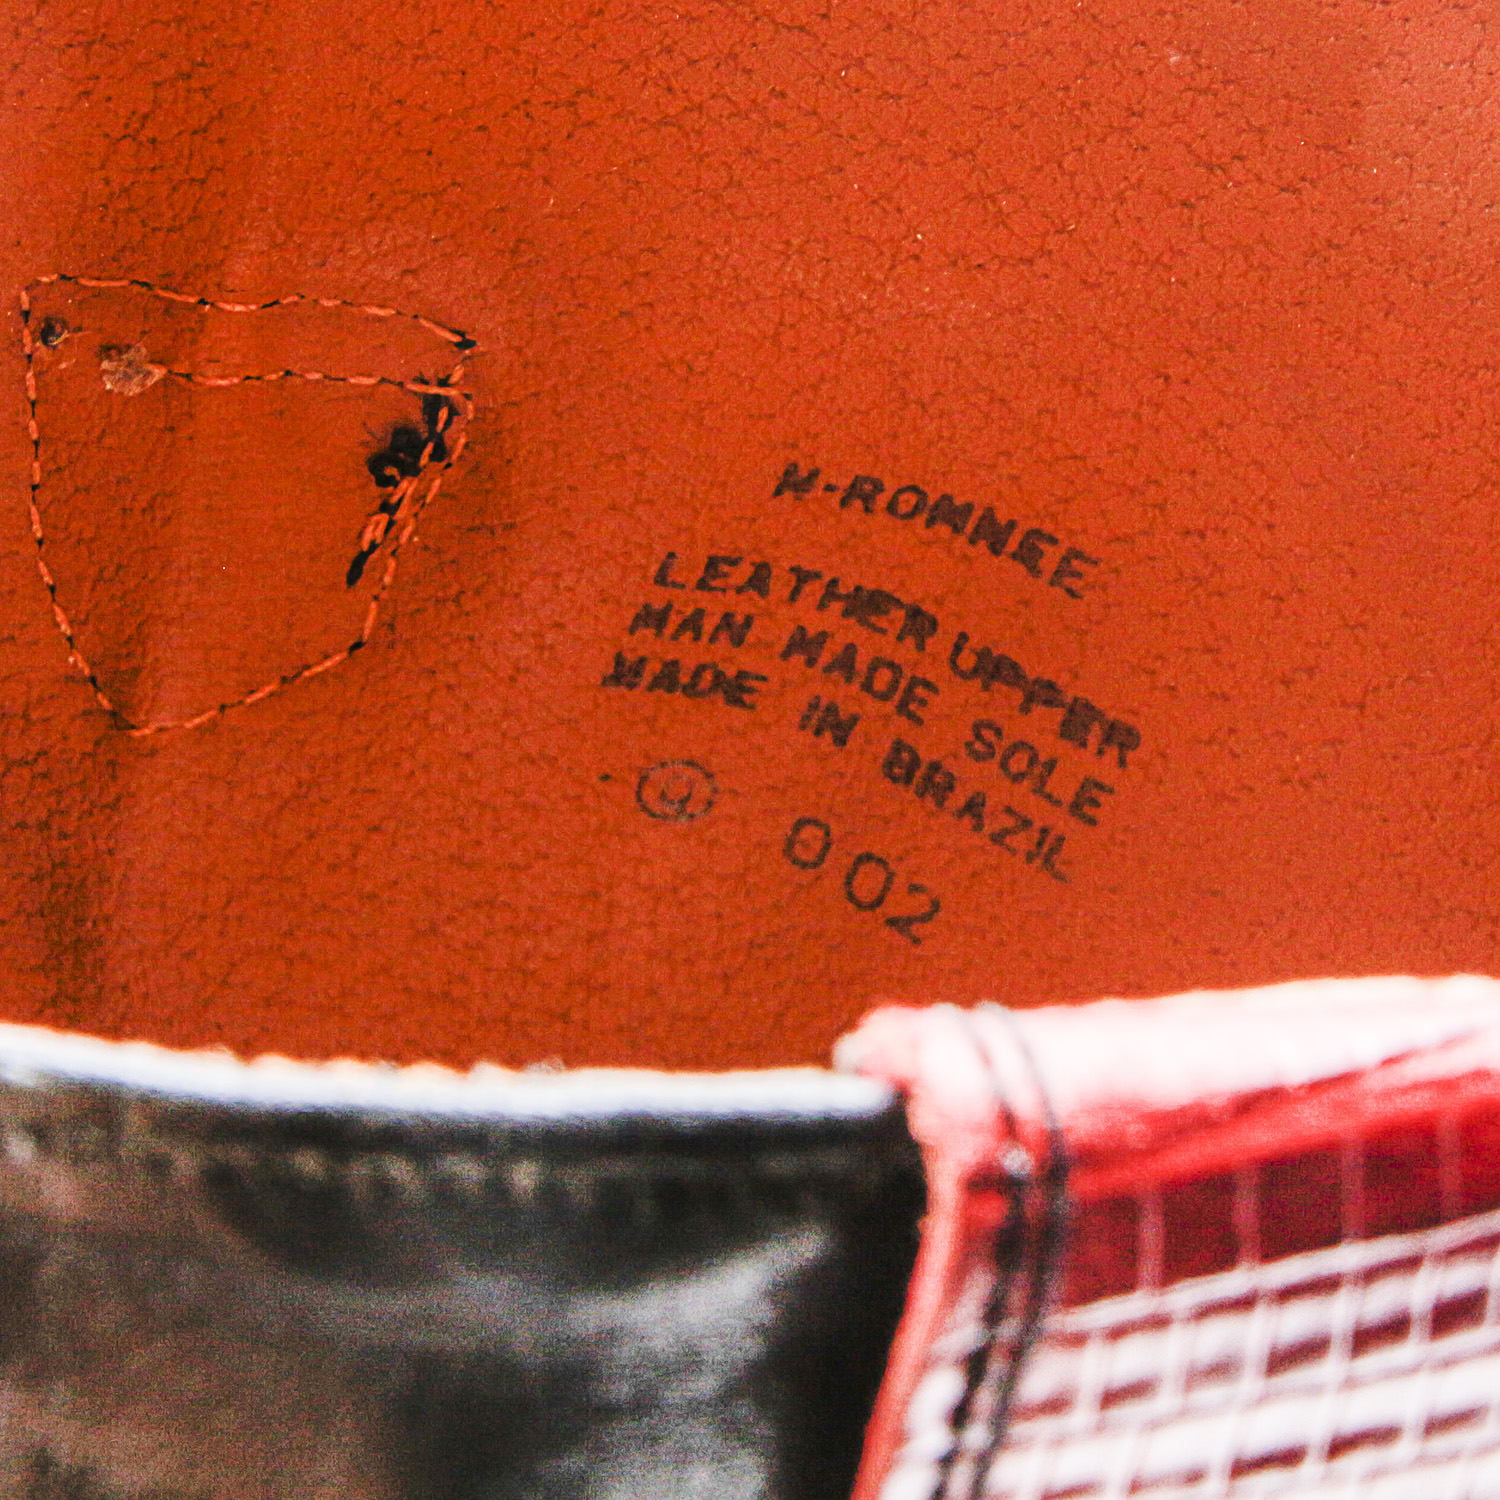 N-ROMNEE
LEATHER UPPER
MAN MADE SOLE
MADE IN BRAZIL
002